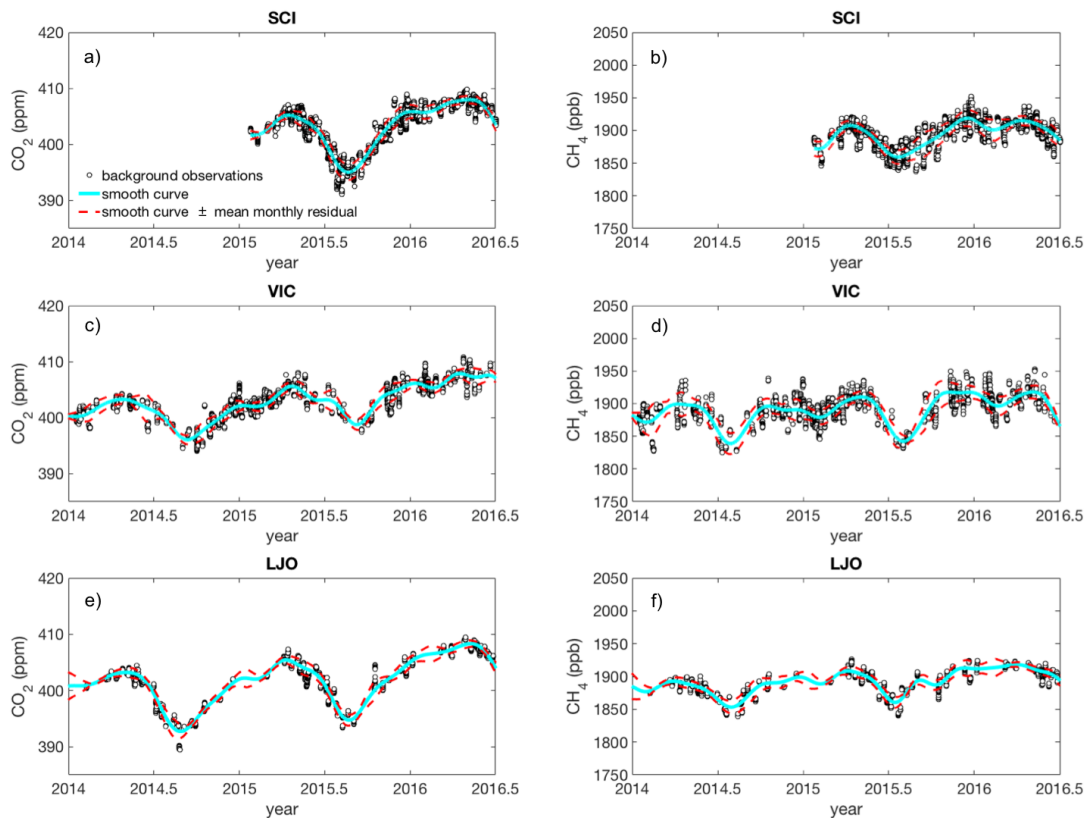 SCI
a)
CO2 (ppm)
420
410
400
390
background observations
smooth curve
smooth curve ± mean monthly residual
2014 2014.5 2015 2015.5 2016 2016.5
year
SCI
b)
CH4 (ppb)
2050
2000
1950
1900
1850
1800
1750
2014 2014.5 2015 2015.5 2016 2016.5
year
VIC
c)
CO2 (ppm)
420
410
400
390
2014 2014.5 2015 2015.5 2016 2016.5
year
VIC
d)
CH4 (ppb)
2050
2000
1950
1900
1850
1800
1750
2014 2014.5 2015 2015.5 2016 2016.5
year
LJO
e)
CO2 (ppm)
420
410
400
390
2014 2014.5 2015 2015.5 2016 2016.5
year
LJO
f)
CH4 (ppb)
2050
2000
1950
1900
1850
1800
1750
2014 2014.5 2015 2015.5 2016 2016.5
year